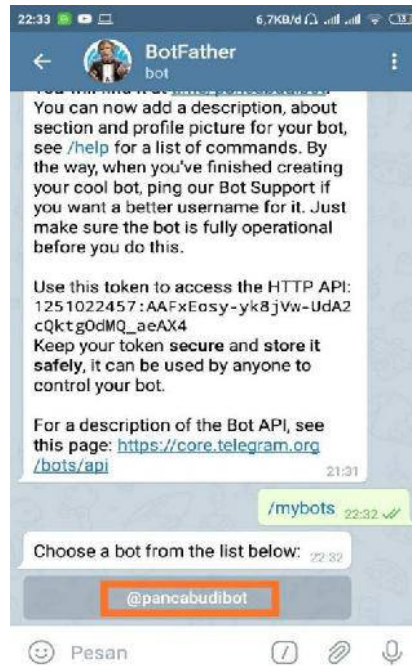 22:33 6,7KB/d
BotFather
bot
You can now add a description, about
section and profile picture for your bot,
see /help for a list of commands. By
the way, when you've finished creating
your cool bot, ping our Bot Support if
you want a better username for it. Just
make sure the bot is fully operational
before you do this.
Use this token to access the HTTP API:
1251022457:AAFxEosy-yk8jVw-UdA2
cQktgOdMQ_aeAX4
Keep your token secure and store it
safely, it can be used by anyone to
control your bot.
For a description of the Bot API, see
this page: https://core.telegram.org
/bots/api
21:31
/mybots 22:32
Choose a bot from the list below: 22:32
@pancabudibot
Pesan